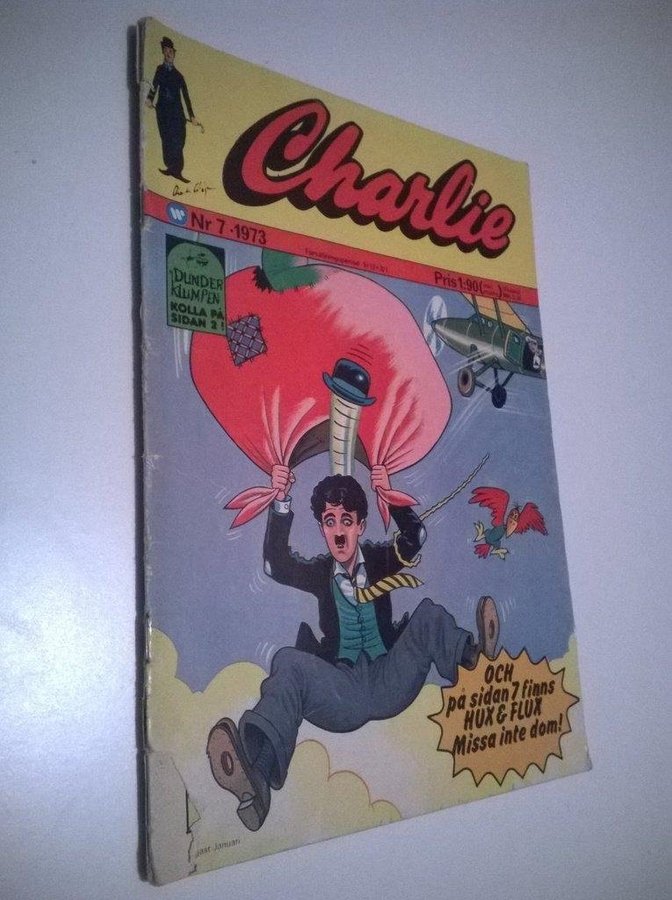 Charlie
Nr 7 · 1973
Pris 1:90
DUNDER
KLUMPEN
KOLLA PÅ
SIDAN 2!
OCH
på sidan 7 finns
HUX & FLUX
Missa inte dom!
Januari